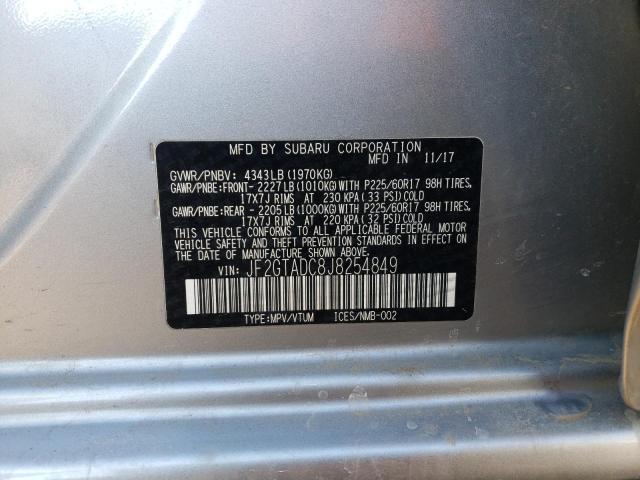 MFD BY SUBARU CORPORATION
MFD IN 11/17
GVWR/PNBV: 4343LB(1970KG)
GAWR/PNBE:FRONT- 2227LB(1010KG)WITH P225/60R17 98H TIRES,
17X7J RIMS AT 230 KPA(33 PSI)COLD
GAWR/PNBE:REAR - 2205LB(1000KG)WITH P225/60R17 98H TIRES,
17X7J RIMS AT 220 KPA(32 PSI)COLD
THIS VEHICLE CONFORMS TO ALL APPLICABLE FEDERAL MOTOR
VEHICLE SAFETY AND THEFT PREVENTION STANDARDS IN EFFECT ON
THE DATE OF MANUFACTURE SHOWN ABOVE.
VIN: JF2GTADC8J8254849
TYPE:MPV/VTUM ICES/NMB-002